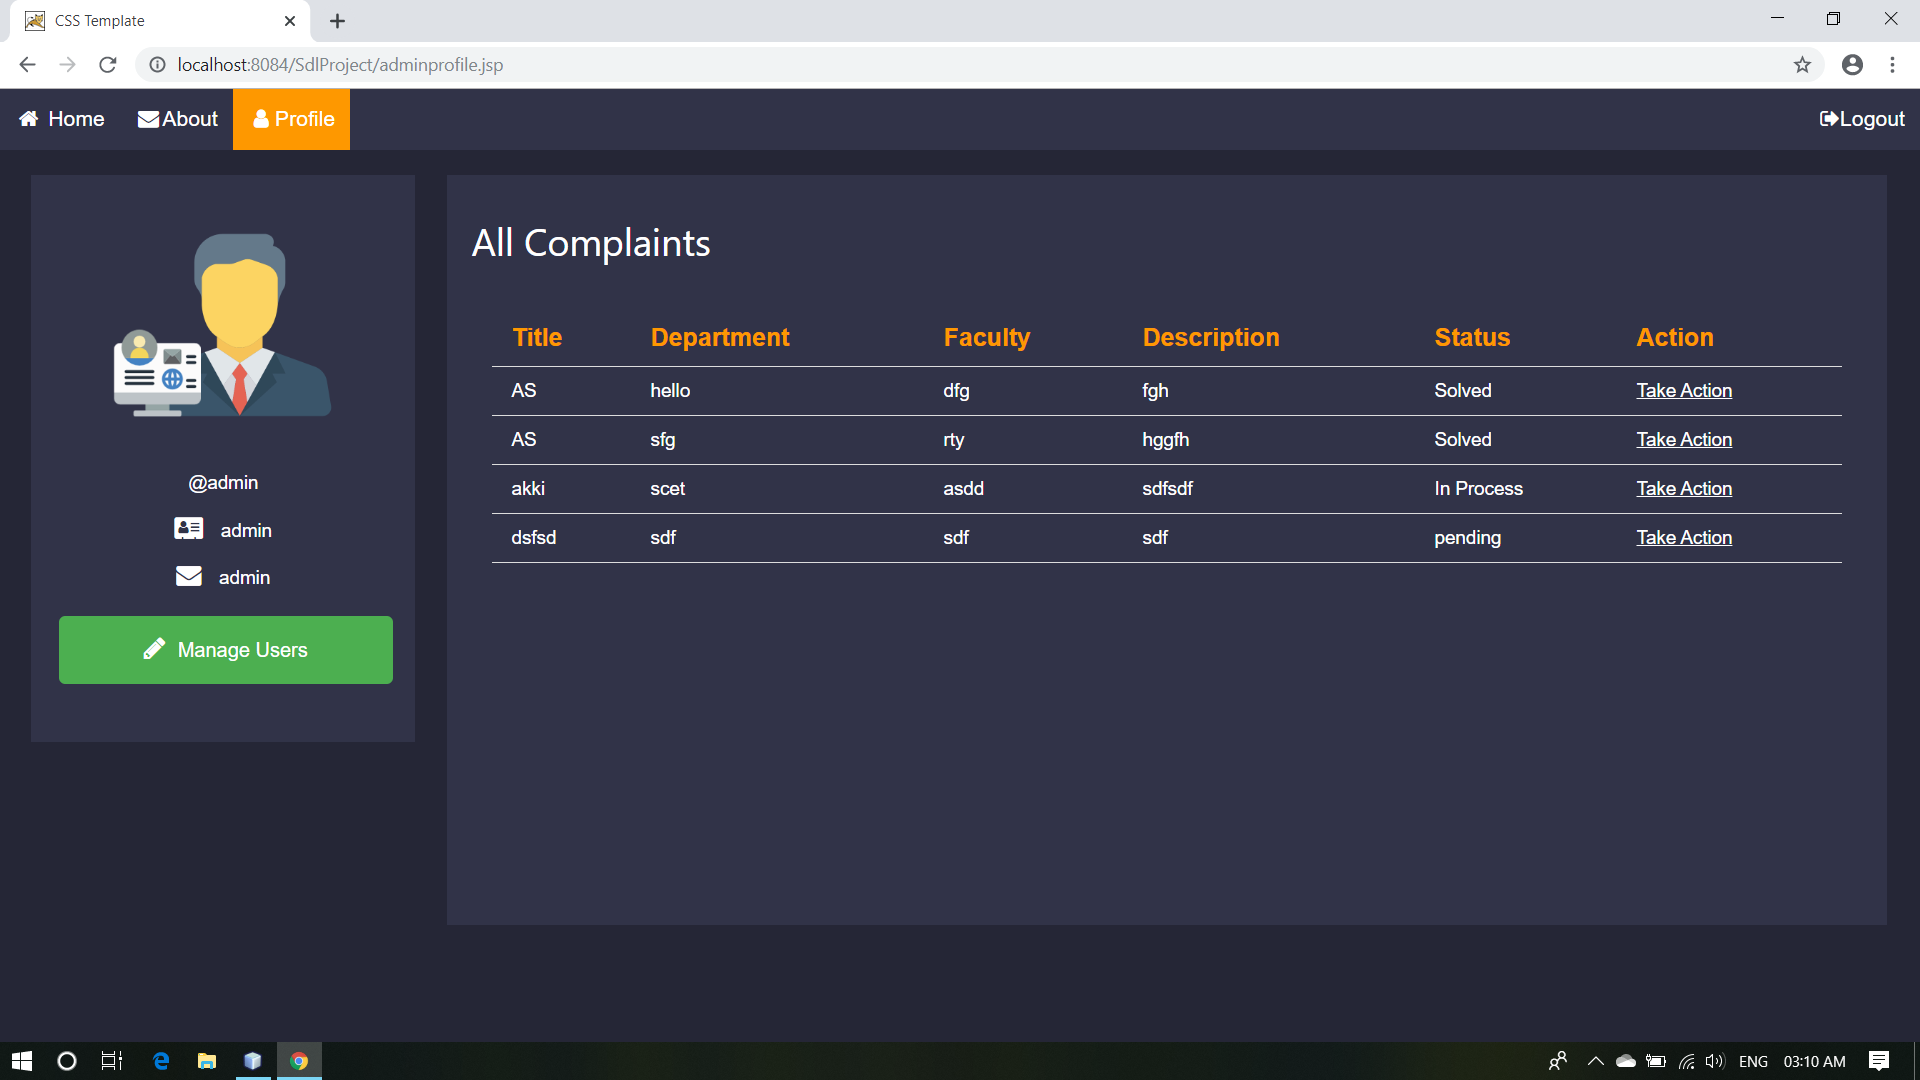 CSS Template
localhost:8084/SdlProject/adminprofile.jsp
Home About Profile Logout
@admin
admin
admin
Manage Users
All Complaints
Title Department Faculty Description Status Action
AS hello dfg fgh Solved Take Action
AS sfg rty hggfh Solved Take Action
akki scet asdd sdfsdf In Process Take Action
dsfsd sdf sdf sdf pending Take Action
ENG 03:10 AM